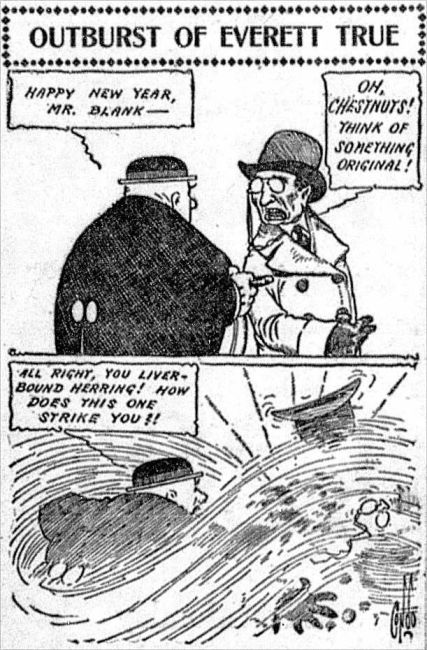 OUTBURST OF EVERETT TRUE
HAPPY NEW YEAR,
MR. BLANK—
OH,
CHESTNUTS!
THINK OF
SOMETHING
ORIGINAL!
ALL RIGHT, YOU LIVER-
BOUND HERRING! HOW
DOES THIS ONE
STRIKE YOU?!
CONDO